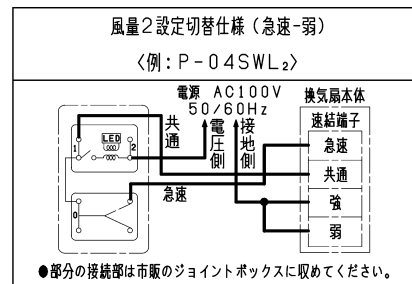 風量2設定切替仕様(急速-弱)
〈例:P-04SWL₂〉
電源 AC100V
50/60Hz
換気扇本体
速結端子
急速
共通
強
弱
共通
電圧側
接地側
急速
LED
1
2
0
●部分の接続部は市販のジョイントボックスに収めてください。